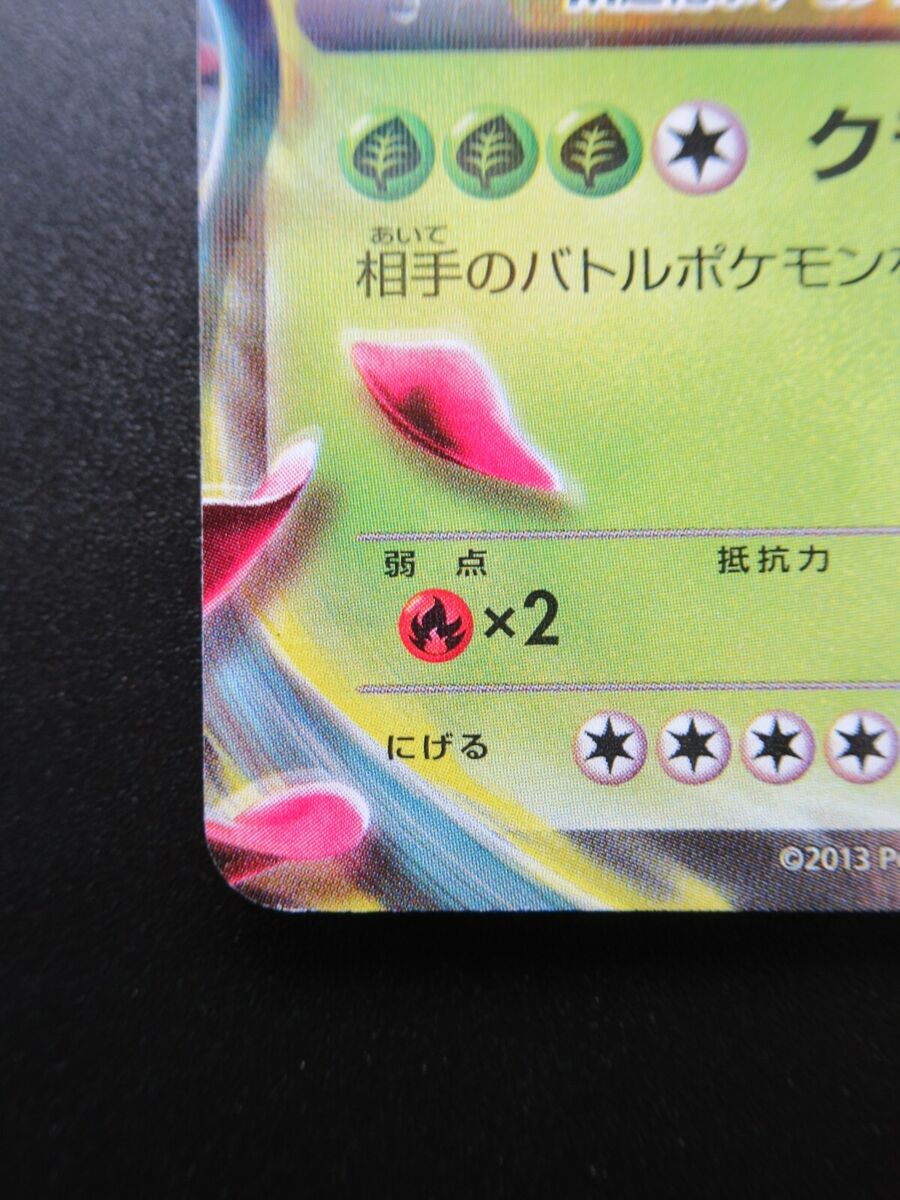 あいて
相手のバトルポケモン
弱 点
抵抗力
×2
にげる
©2013